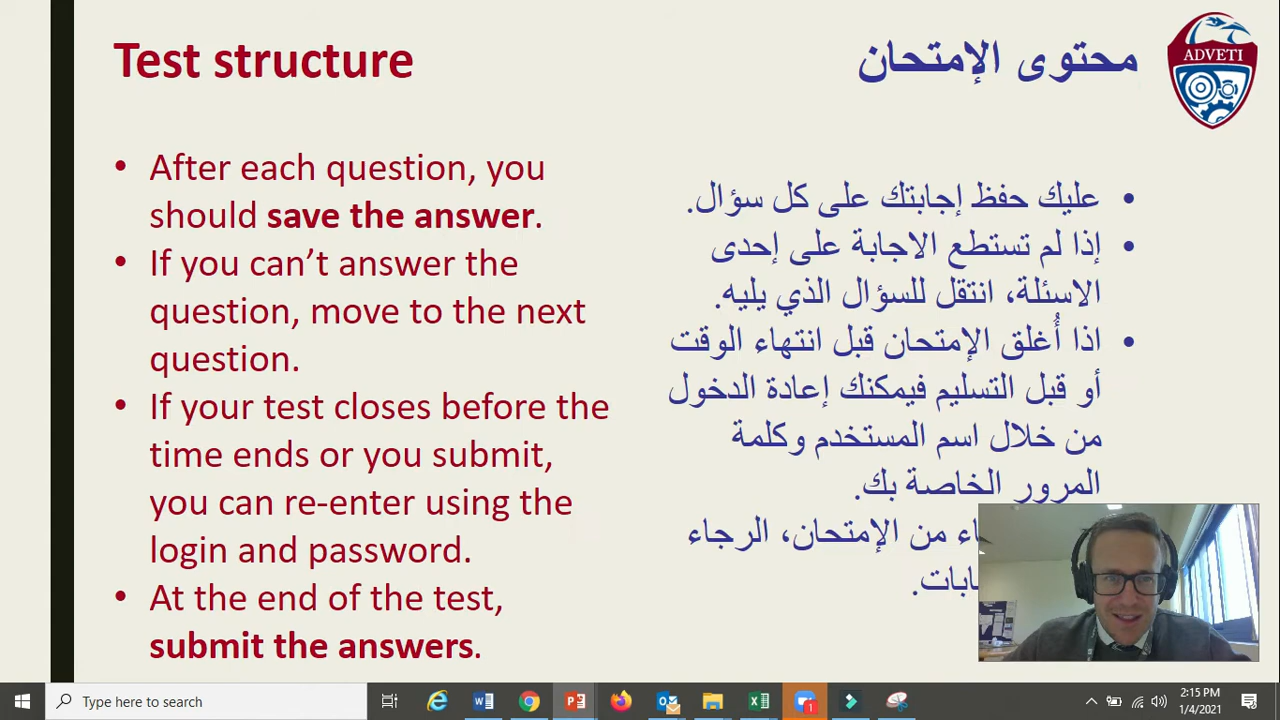 Test structure
After each question, you
should save the answer.
If you can’t answer the
question, move to the next
question.
If your test closes before the
time ends or you submit,
you can re-enter using the
login and password.
At the end of the test,
submit the answers.
محتوى الإمتحان
عليك حفظ إجابتك على كل سؤال.
إذا لم تستطع الاجابة على إحدى
الاسئلة، انتقل للسؤال الذي يليه.
اذا أُغلق الإمتحان قبل انتهاء الوقت
أو قبل التسليم فيمكنك إعادة الدخول
من خلال اسم المستخدم وكلمة
المرور الخاصة بك.
من الإمتحان، الرجاء
ADVETI
Type here to search
2:15 PM
1/4/2021